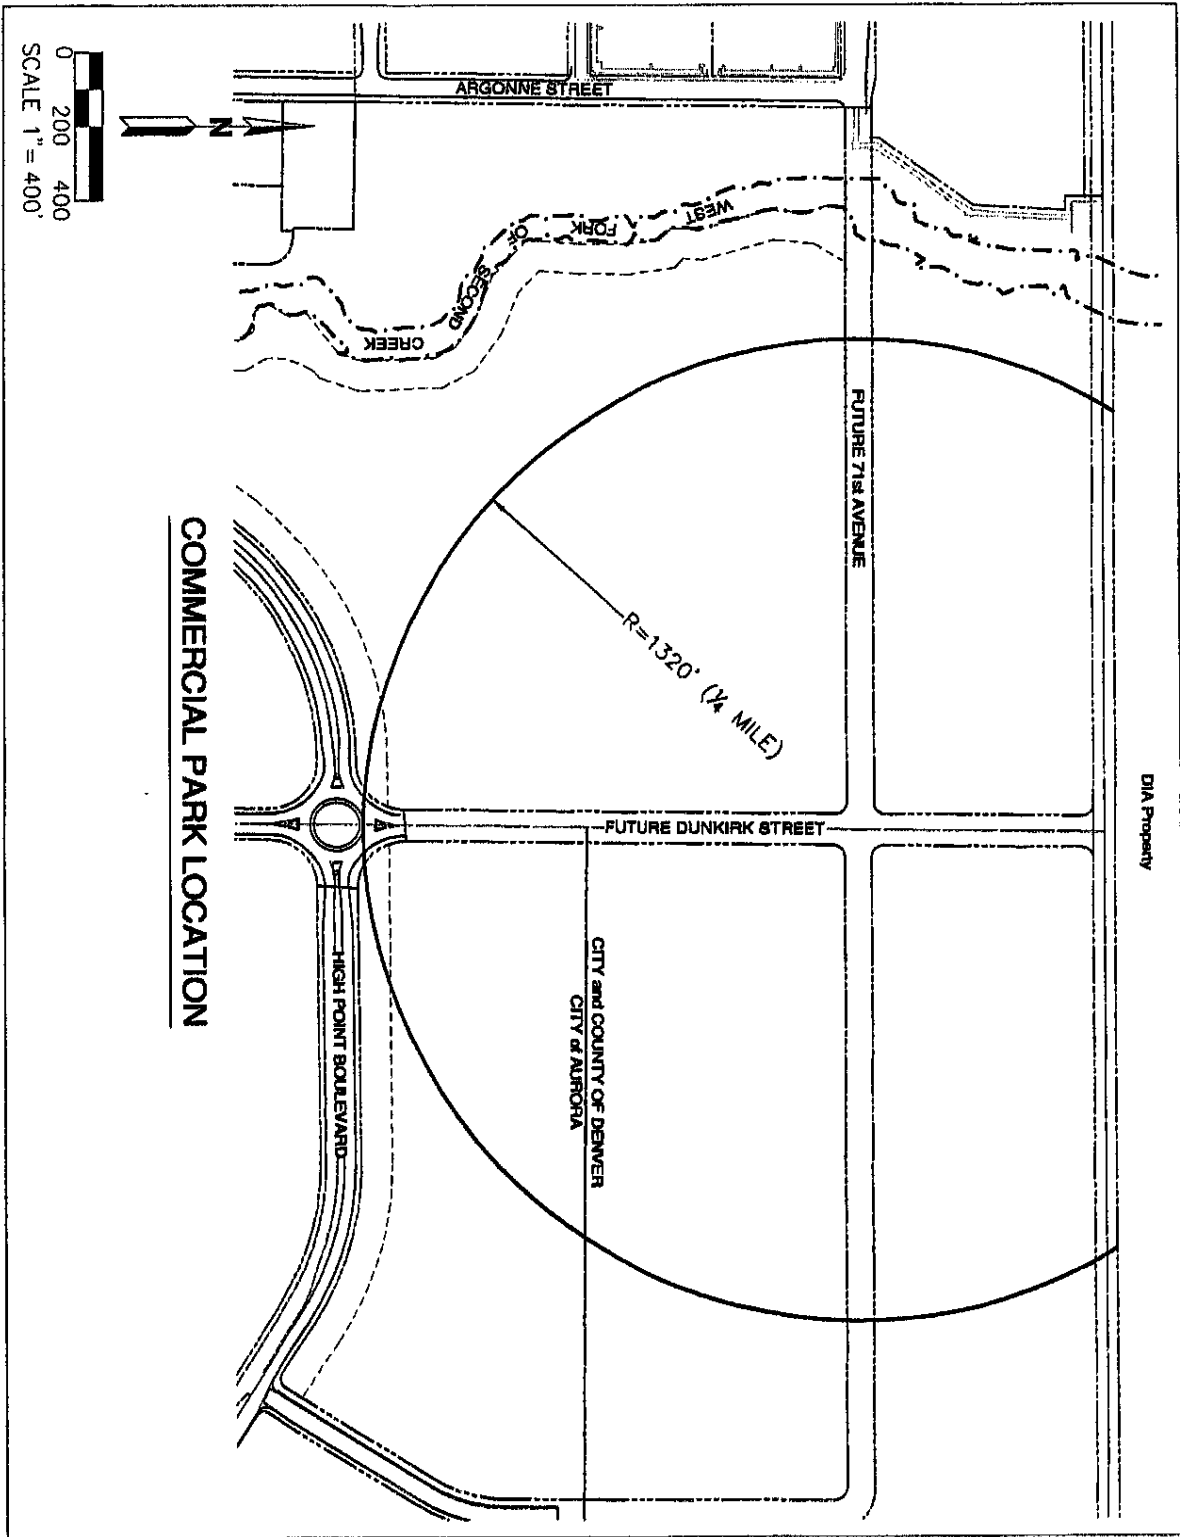 DIA Property
ARGONNE STREET
WEST
FORK
OF
SECOND
CREEK
FUTURE 71st AVENUE
R=1320' (¼ MILE)
FUTURE DUNKIRK STREET
CITY and COUNTY OF DENVER
CITY of AURORA
HIGH POINT BOULEVARD
COMMERCIAL PARK LOCATION
N
0 200 400
SCALE 1"= 400'